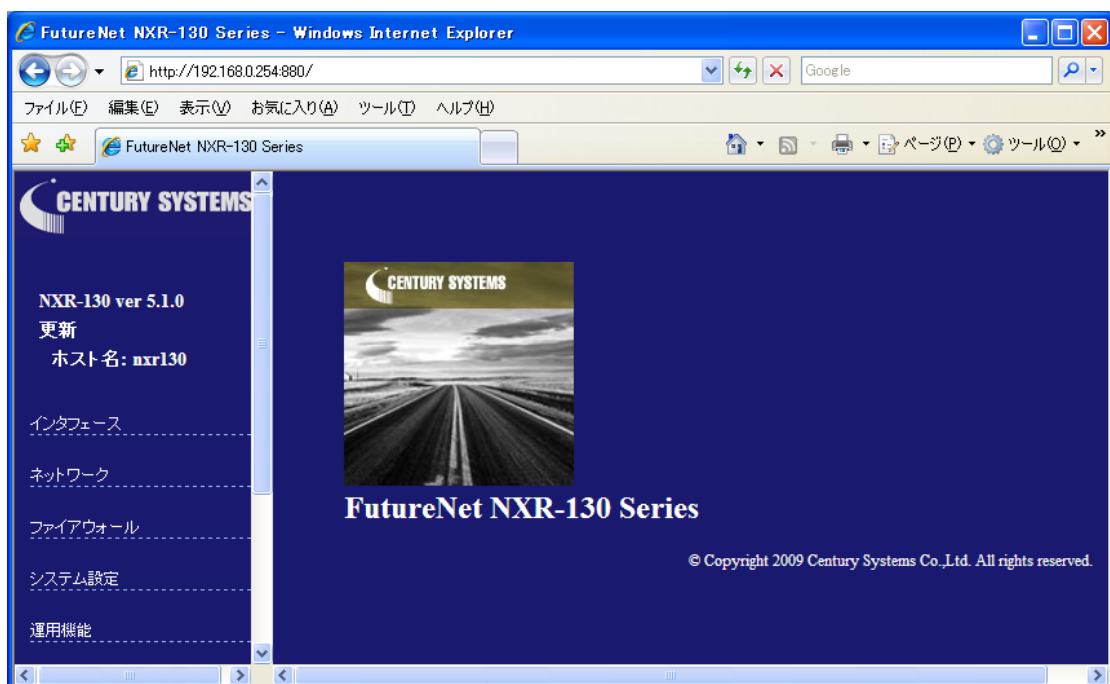 FutureNet NXR-130 Series - Windows Internet Explorer
http://192.168.0.254:880/
Google
ファイル(F) 編集(E) 表示(V) お気に入り(A) ツール(T) ヘルプ(H)
FutureNet NXR-130 Series
ページ(P) ツール(O) »
CENTURY SYSTEMS
NXR-130 ver 5.1.0
更新
ホスト名: nxr130
インタフェース
ネットワーク
ファイアウォール
システム設定
運用機能
CENTURY SYSTEMS
FutureNet NXR-130 Series
© Copyright 2009 Century Systems Co.,Ltd. All rights reserved.